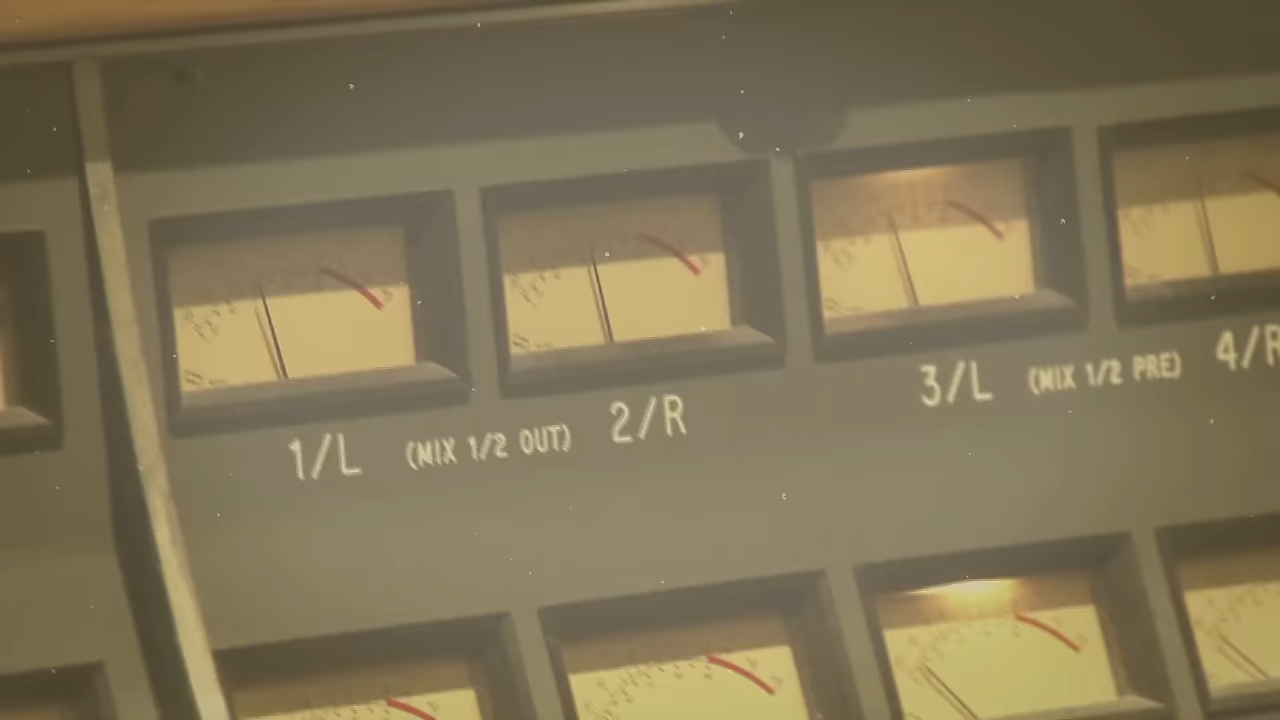 1/L (MIX 1/2 OUT) 2/R
3/L (MIX 1/2 PRE) 4/R